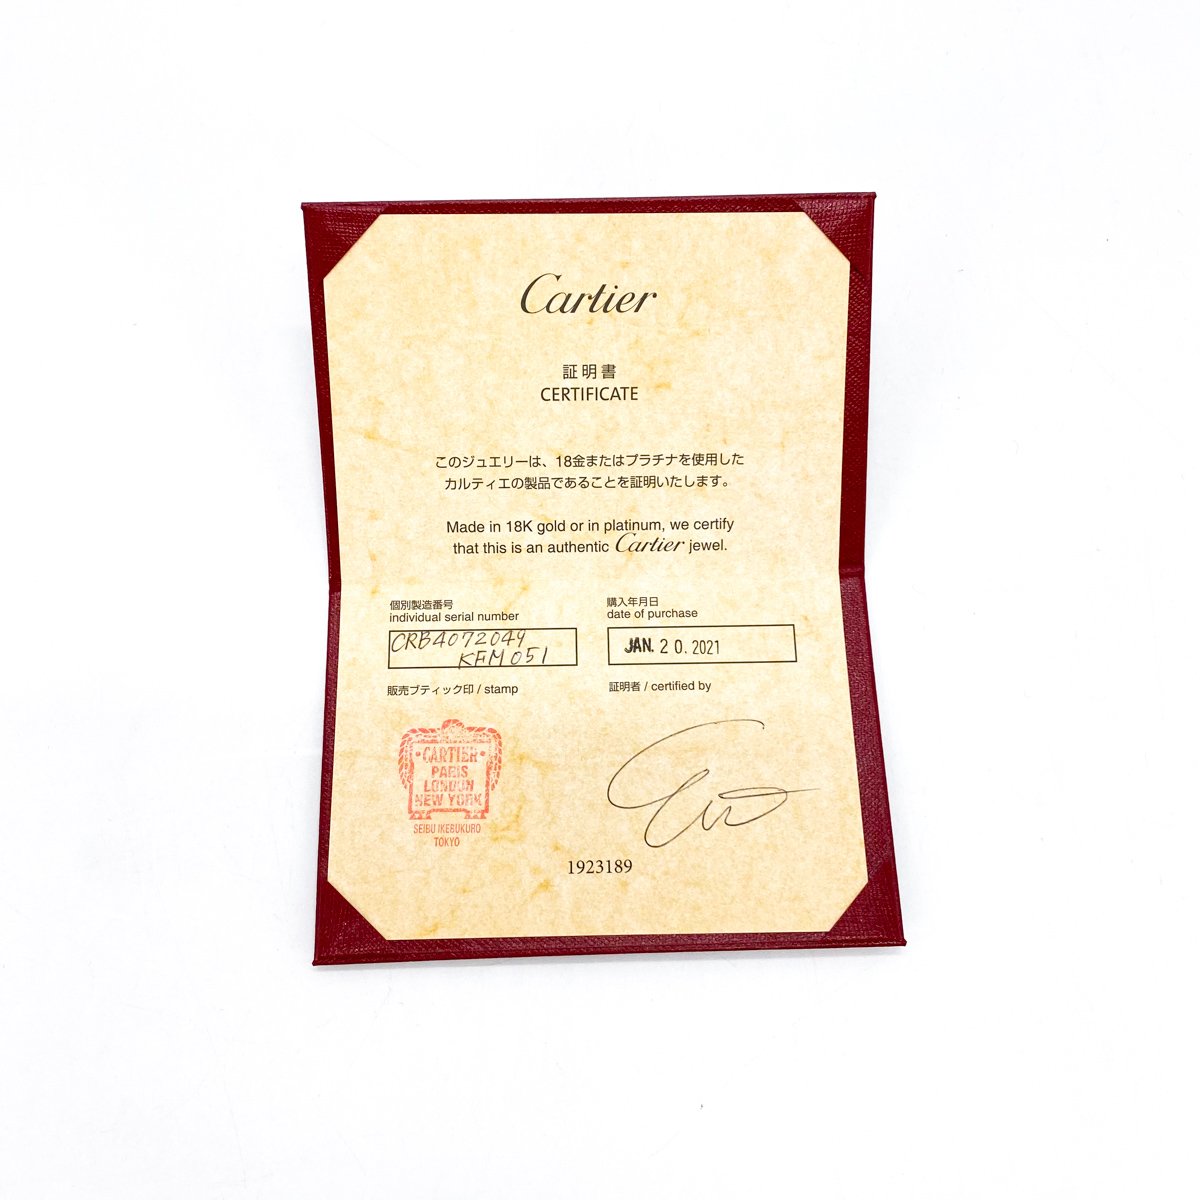 Cartier
証明書
CERTIFICATE
このジュエリーは、18金またはプラチナを使用した
カルティエの製品であることを証明いたします。
Made in 18K gold or in platinum, we certify
that this is an authentic Cartier jewel.
個別製造番号
individual serial number
CRB4072049
KFM051
購入年月日
date of purchase
JAN. 20. 2021
販売ブティック印 / stamp
証明者 / certified by
·CARTIER·
PARIS
LONDON
NEW YORK
SEIBU IKEBUKURO
TOKYO
1923189